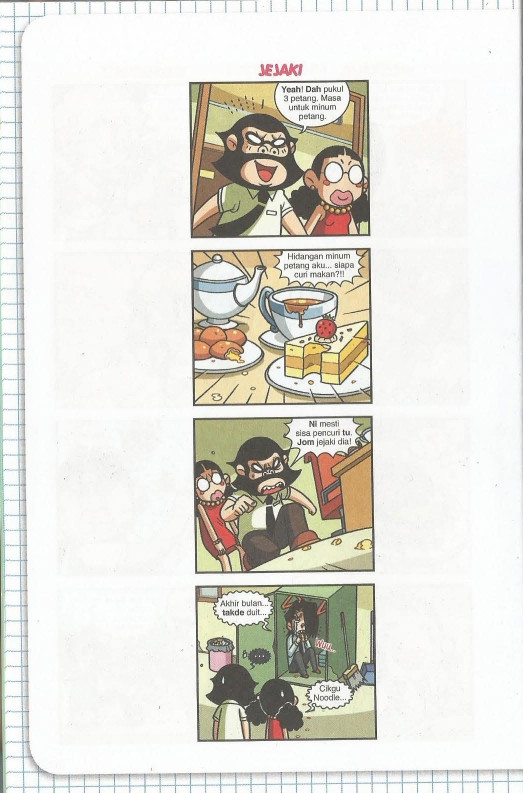 JEJAKI
Yeah! Dah pukul
3 petang. Masa
untuk minum
petang.
Hidangan minum
petang aku... siapa
curi makan?!!
Ni mesti
sisa pencuri tu.
Jom jejaki dia!
Akhir bulan...
takde duit...
Wuu...
Cikgu
Noodle...